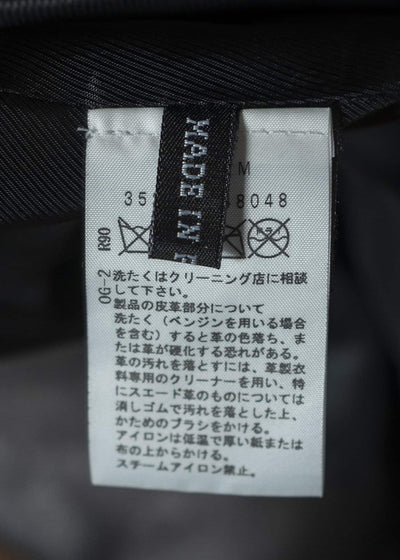 MADE IN
M
35 8048
R90
OG-2
洗たくはクリーニング店に相談
して下さい。
製品の皮革部分について
洗たく(ベンジンを用いる場合
を含む)すると革の色落ち、ま
たは革が硬化する恐れがある。
革の汚れを落とすには、革製衣
料専用のクリーナーを用い、特
にスエード革のものについては
消しゴムで汚れを落とした上、
かためのブラシをかける。
アイロンは低温で厚い紙または
布の上からかける。
スチームアイロン禁止。